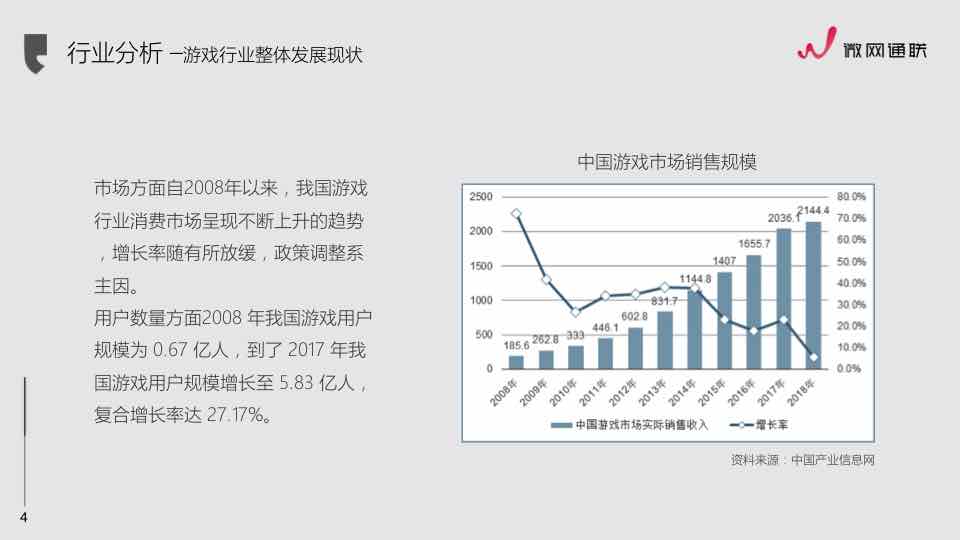 行业分析 –游戏行业整体发展现状
微网通联
市场方面自2008年以来，我国游戏
行业消费市场呈现不断上升的趋势
，增长率随有所放缓，政策调整系
主因。
用户数量方面2008 年我国游戏用户
规模为 0.67 亿人，到了 2017 年我
国游戏用户规模增长至 5.83 亿人，
复合增长率达 27.17%。
中国游戏市场销售规模
2500
2000
1500
1000
500
0
80.0%
70.0%
60.0%
50.0%
40.0%
30.0%
20.0%
10.0%
0.0%
185.6
262.8
333
446.1
602.8
831.7
1144.8
1407
1655.7
2036.1
2144.4
2008年
2009年
2010年
2011年
2012年
2013年
2014年
2015年
2016年
2017年
2018年
中国游戏市场实际销售收入
增长率
资料来源：中国产业信息网
4